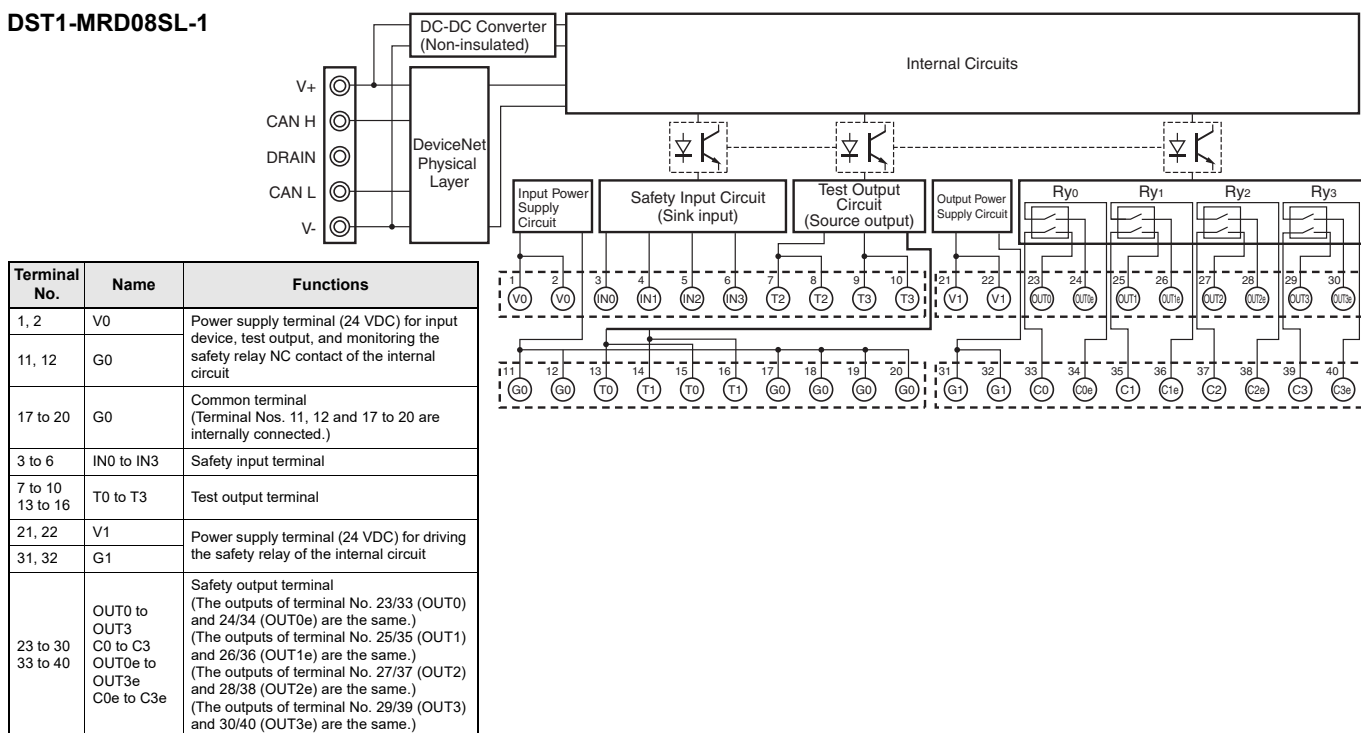 DST1-MRD08SL-1
DC-DC Converter
(Non-insulated)
Internal Circuits
V+
CAN H
DRAIN
CAN L
V-
DeviceNet
Physical
Layer
Input Power
Supply
Circuit
Safety Input Circuit
(Sink input)
Test Output
Circuit
(Source output)
Output Power
Supply Circuit
Ry0 Ry1 Ry2 Ry3
1 2 3 4 5 6 7 8 9 10 21 22 23 24 25 26 27 28 29 30
V0 V0 IN0 IN1 IN2 IN3 T2 T2 T3 T3 V1 V1 OUT0 OUT0e OUT1 OUT1e OUT2 OUT2e OUT3 OUT3e
11 12 13 14 15 16 17 18 19 20 31 32 33 34 35 36 37 38 39 40
G0 G0 T0 T1 T0 T1 G0 G0 G0 G0 G1 G1 C0 C0e C1 C1e C2 C2e C3 C3e
Terminal
No.
Name
Functions
1, 2
V0
11, 12
G0
Power supply terminal (24 VDC) for input
device, test output, and monitoring the
safety relay NC contact of the internal
circuit
17 to 20
G0
Common terminal
(Terminal Nos. 11, 12 and 17 to 20 are
internally connected.)
3 to 6
IN0 to IN3
Safety input terminal
7 to 10
13 to 16
T0 to T3
Test output terminal
21, 22
V1
31, 32
G1
Power supply terminal (24 VDC) for driving
the safety relay of the internal circuit
23 to 30
33 to 40
OUT0 to
OUT3
C0 to C3
OUT0e to
OUT3e
C0e to C3e
Safety output terminal
(The outputs of terminal No. 23/33 (OUT0)
and 24/34 (OUT0e) are the same.)
(The outputs of terminal No. 25/35 (OUT1)
and 26/36 (OUT1e) are the same.)
(The outputs of terminal No. 27/37 (OUT2)
and 28/38 (OUT2e) are the same.)
(The outputs of terminal No. 29/39 (OUT3)
and 30/40 (OUT3e) are the same.)